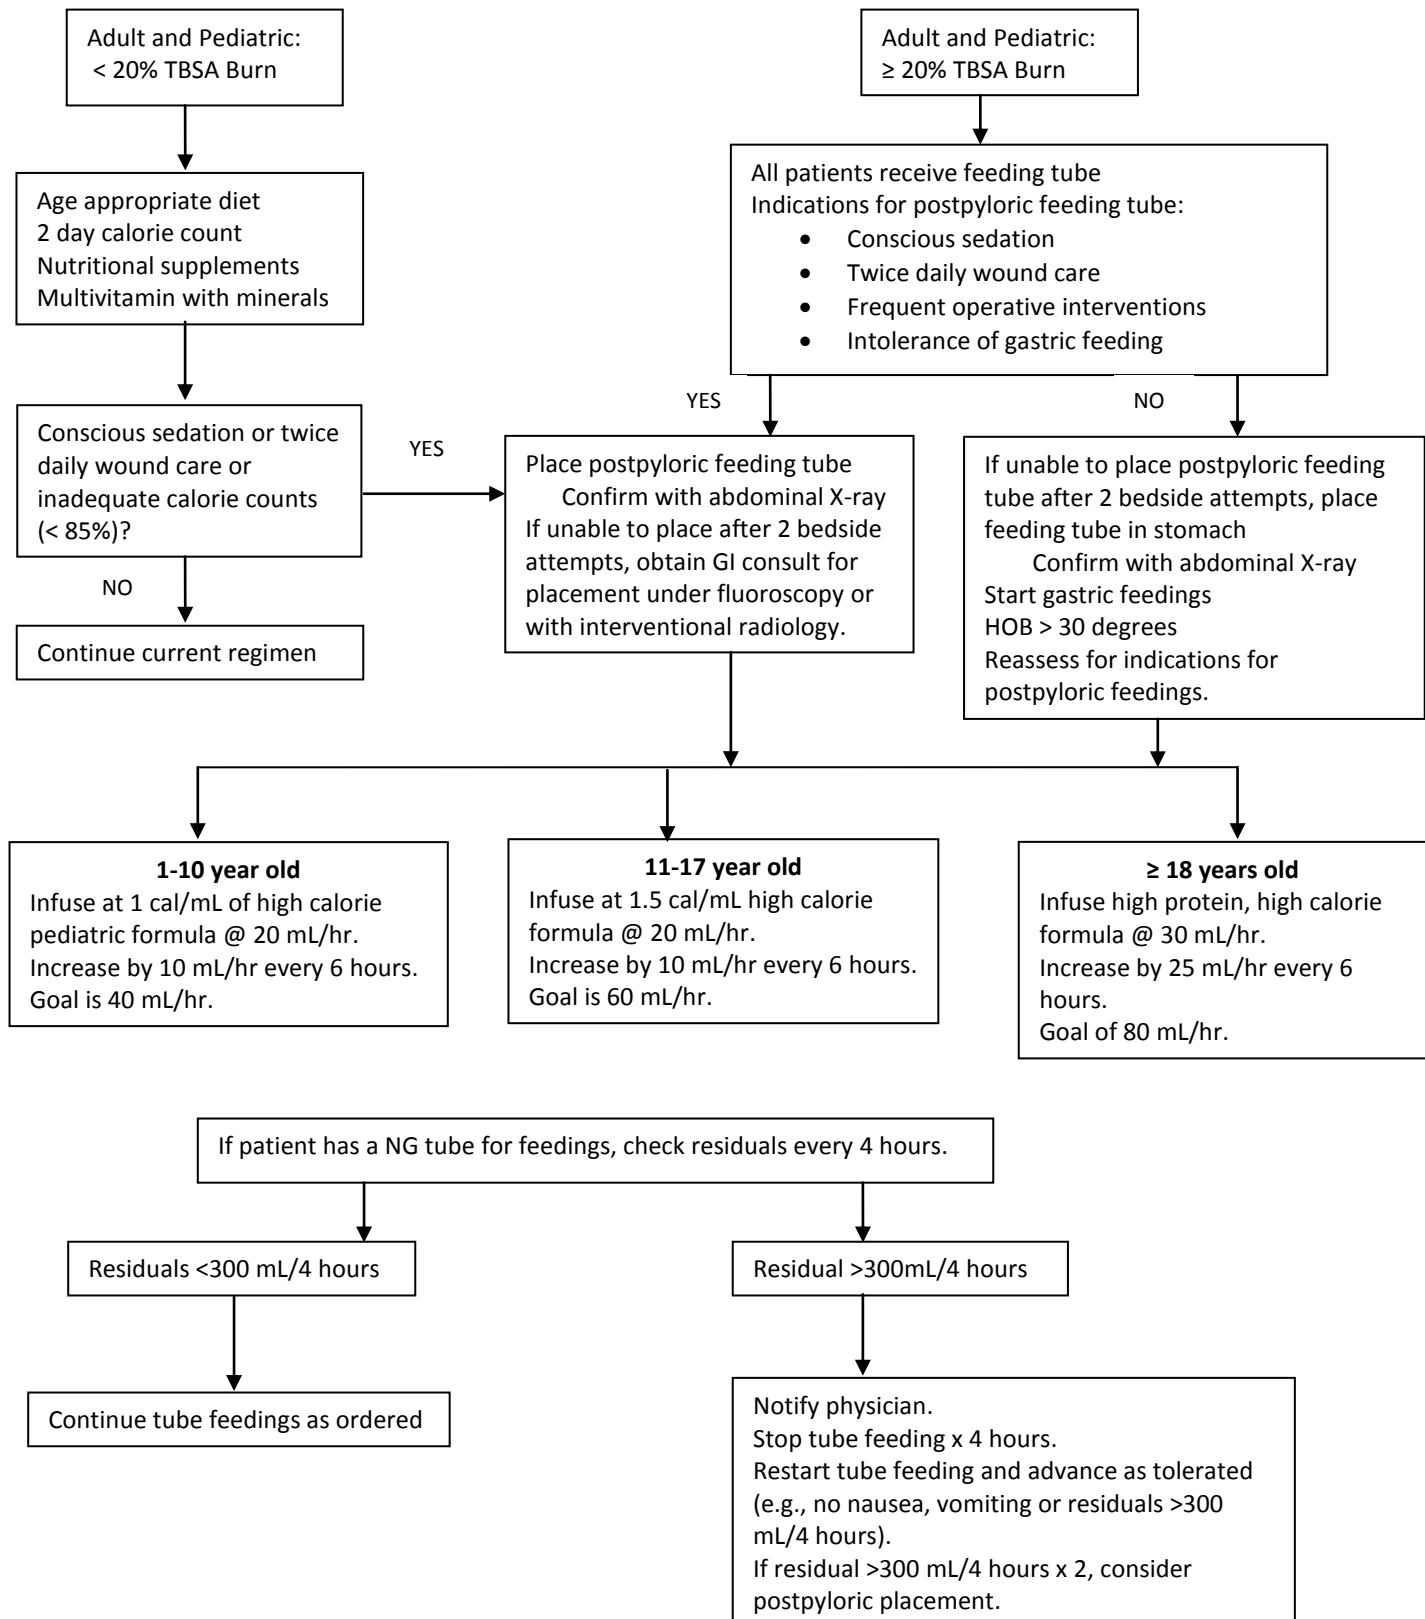 Adult and Pediatric:
< 20% TBSA Burn
Adult and Pediatric:
≥ 20% TBSA Burn
Age appropriate diet
2 day calorie count
Nutritional supplements
Multivitamin with minerals
All patients receive feeding tube
Indications for postpyloric feeding tube:
• Conscious sedation
• Twice daily wound care
• Frequent operative interventions
• Intolerance of gastric feeding
Conscious sedation or twice
daily wound care or
inadequate calorie counts
(< 85%)?
YES
NO
Continue current regimen
YES
Place postpyloric feeding tube
Confirm with abdominal X-ray
If unable to place after 2 bedside
attempts, obtain GI consult for
placement under fluoroscopy or
with interventional radiology.
NO
If unable to place postpyloric feeding
tube after 2 bedside attempts, place
feeding tube in stomach
Confirm with abdominal X-ray
Start gastric feedings
HOB > 30 degrees
Reassess for indications for
postpyloric feedings.
1-10 year old
Infuse at 1 cal/mL of high calorie
pediatric formula @ 20 mL/hr.
Increase by 10 mL/hr every 6 hours.
Goal is 40 mL/hr.
11-17 year old
Infuse at 1.5 cal/mL high calorie
formula @ 20 mL/hr.
Increase by 10 mL/hr every 6 hours.
Goal is 60 mL/hr.
≥ 18 years old
Infuse high protein, high calorie
formula @ 30 mL/hr.
Increase by 25 mL/hr every 6
hours.
Goal of 80 mL/hr.
If patient has a NG tube for feedings, check residuals every 4 hours.
Residuals <300 mL/4 hours
Residual >300mL/4 hours
Continue tube feedings as ordered
Notify physician.
Stop tube feeding x 4 hours.
Restart tube feeding and advance as tolerated
(e.g., no nausea, vomiting or residuals >300
mL/4 hours).
If residual >300 mL/4 hours x 2, consider
postpyloric placement.